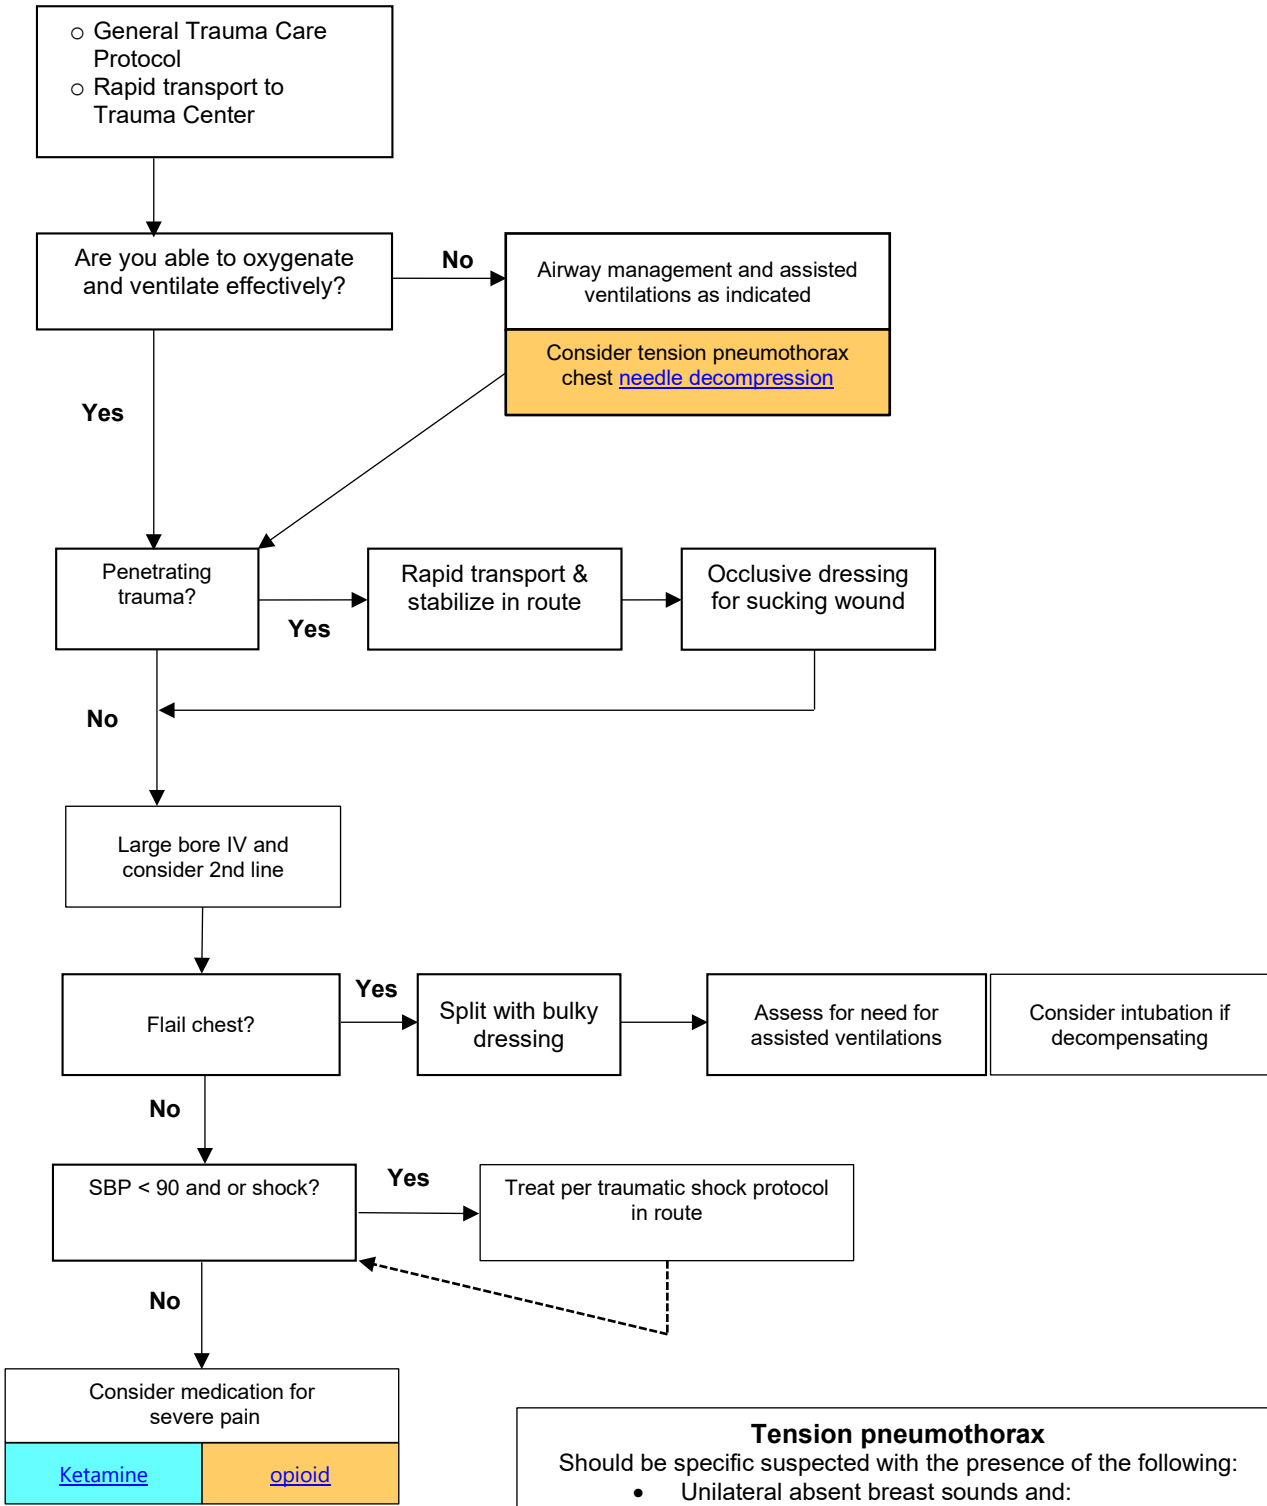 ○ General Trauma Care
Protocol
○ Rapid transport to
Trauma Center
Are you able to oxygenate
and ventilate effectively?
No
Airway management and assisted
ventilations as indicated
Consider tension pneumothorax
chest needle decompression
Yes
Penetrating
trauma?
Yes
Rapid transport &
stabilize in route
Occlusive dressing
for sucking wound
No
Large bore IV and
consider 2nd line
Flail chest?
Yes
Split with bulky
dressing
Assess for need for
assisted ventilations
Consider intubation if
decompensating
No
SBP < 90 and or shock?
Yes
Treat per traumatic shock protocol
in route
No
Consider medication for
severe pain
Ketamine
opioid
Tension pneumothorax
Should be specific suspected with the presence of the following:
• Unilateral absent breast sounds and: